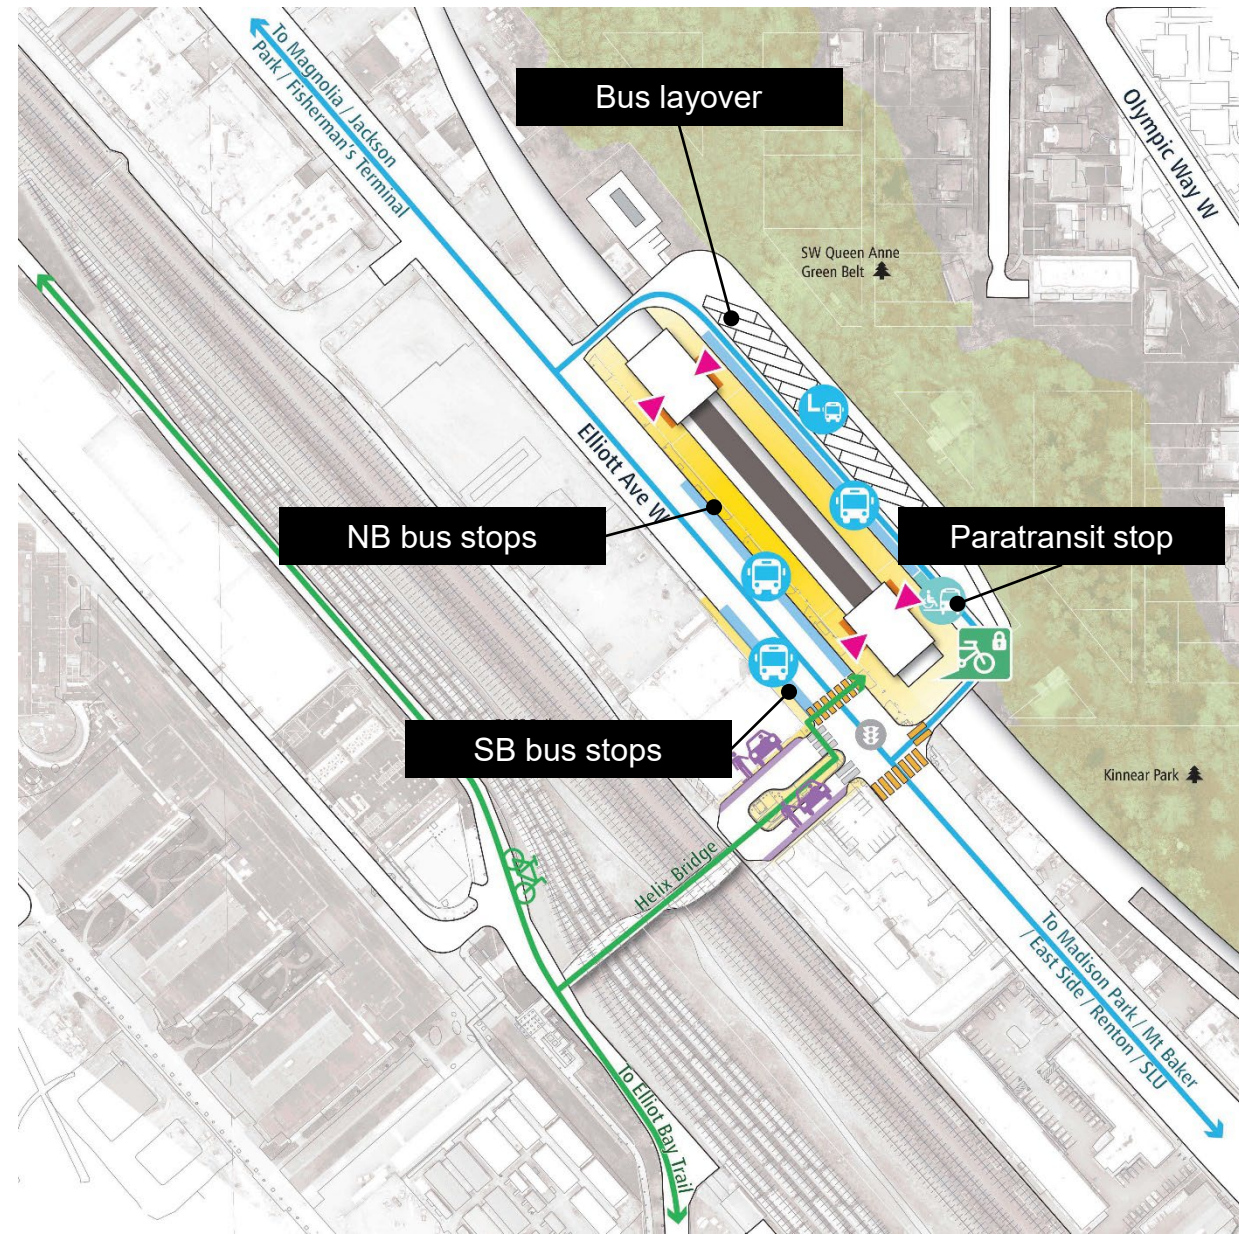 To Magnolia / Jackson
Park / Fisherman's Terminal
Bus layover
Olympic Way W
SW Queen Anne
Green Belt
L
Elliott Ave W
NB bus stops
Paratransit stop
SB bus stops
Kinnear Park
Helix Bridge
To Madison Park / Mt Baker
/ East Side / Renton / SLU
To Elliot Bay Trail